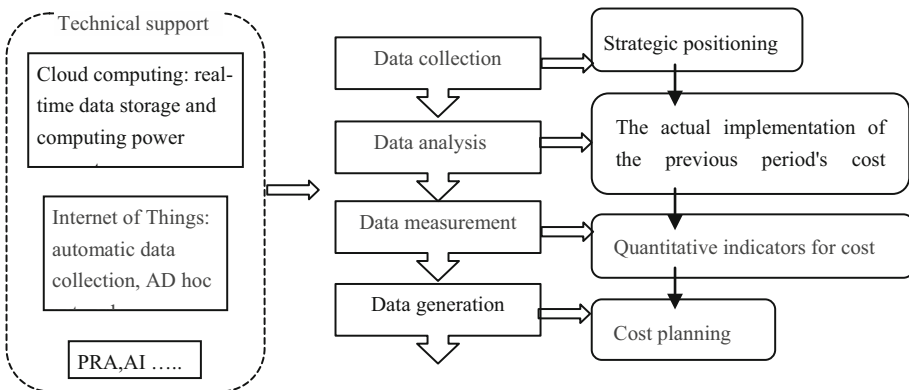 Technical support
Cloud computing: real-
time data storage and
computing power
Internet of Things:
automatic data
collection, AD hoc
PRA,AI …..
Data collection
Data analysis
Data measurement
Data generation
Strategic positioning
The actual implementation of
the previous period's cost
Quantitative indicators for cost
Cost planning